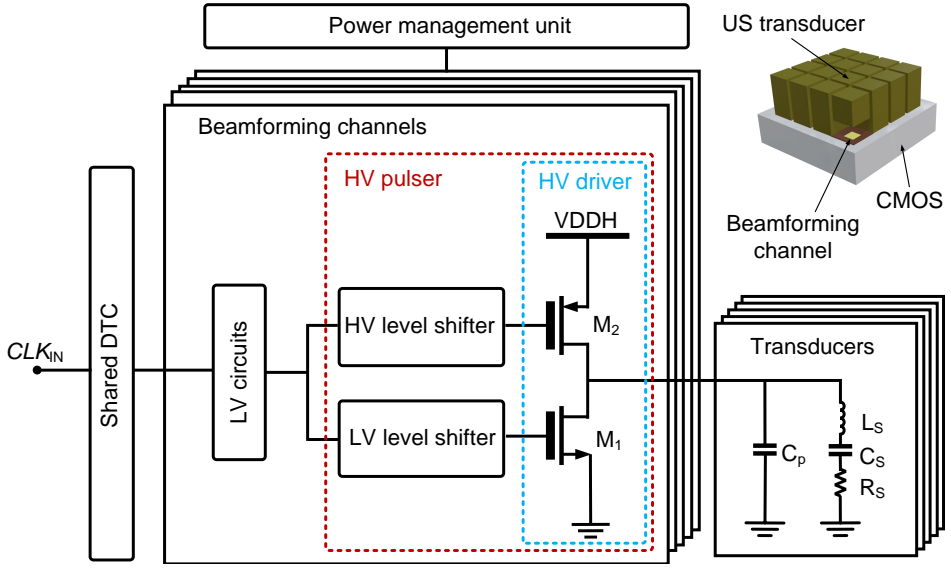 Power management unit
US transducer
Beamforming channels
HV pulser
HV driver
VDDH
CMOS
Beamforming
channel
Shared DTC
LV circuits
HV level shifter
M2
CLKIN
LV level shifter
M1
Transducers
LS
Cp
CS
RS